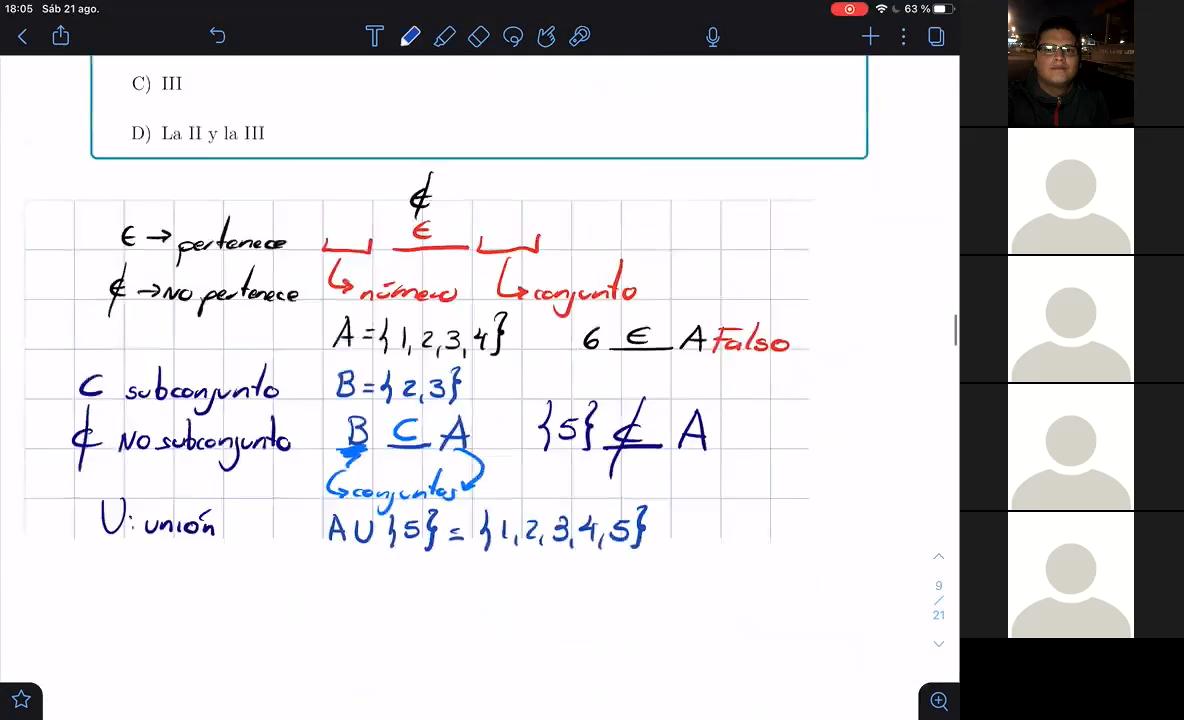 18:05 Sáb 21 ago. 63 %
C) III
D) La II y la III
∉
∈ → pertenece ∈
∉ → No pertenece número conjunto
A = {1, 2, 3, 4} 6 ∈ A Falso
⊂ subconjunto B = {2, 3}
⊄ No subconjunto B ⊂ A {5} ⊄ A
conjuntos
U: unión A U {5} = {1, 2, 3, 4, 5}
9
/
21